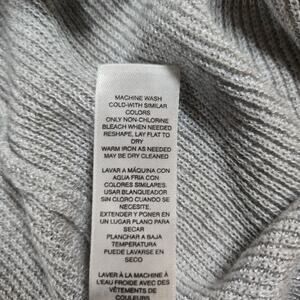 MACHINE WASH
COLD-WITH SIMILAR
COLORS
ONLY NON-CHLORINE
BLEACH WHEN NEEDED
RESHAPE, LAY FLAT TO
DRY
WARM IRON AS NEEDED
MAY BE DRY CLEANED
LAVAR A MÁQUINA CON
AGUA FRIA CON
COLORES SIMILARES.
USAR BLANQUEADOR
SIN CLORO CUANDO SE
NECESITE,
EXTENDER Y PONER EN
UN LUGAR PLANO PARA
SECAR
PLANCHAR A BAJA
TEMPERATURA
PUEDE LAVARSE EN
SECO
LAVER À LA MACHINE À
L'EAU FROIDE AVEC DES
VÊTEMENTS DE
COULEURS